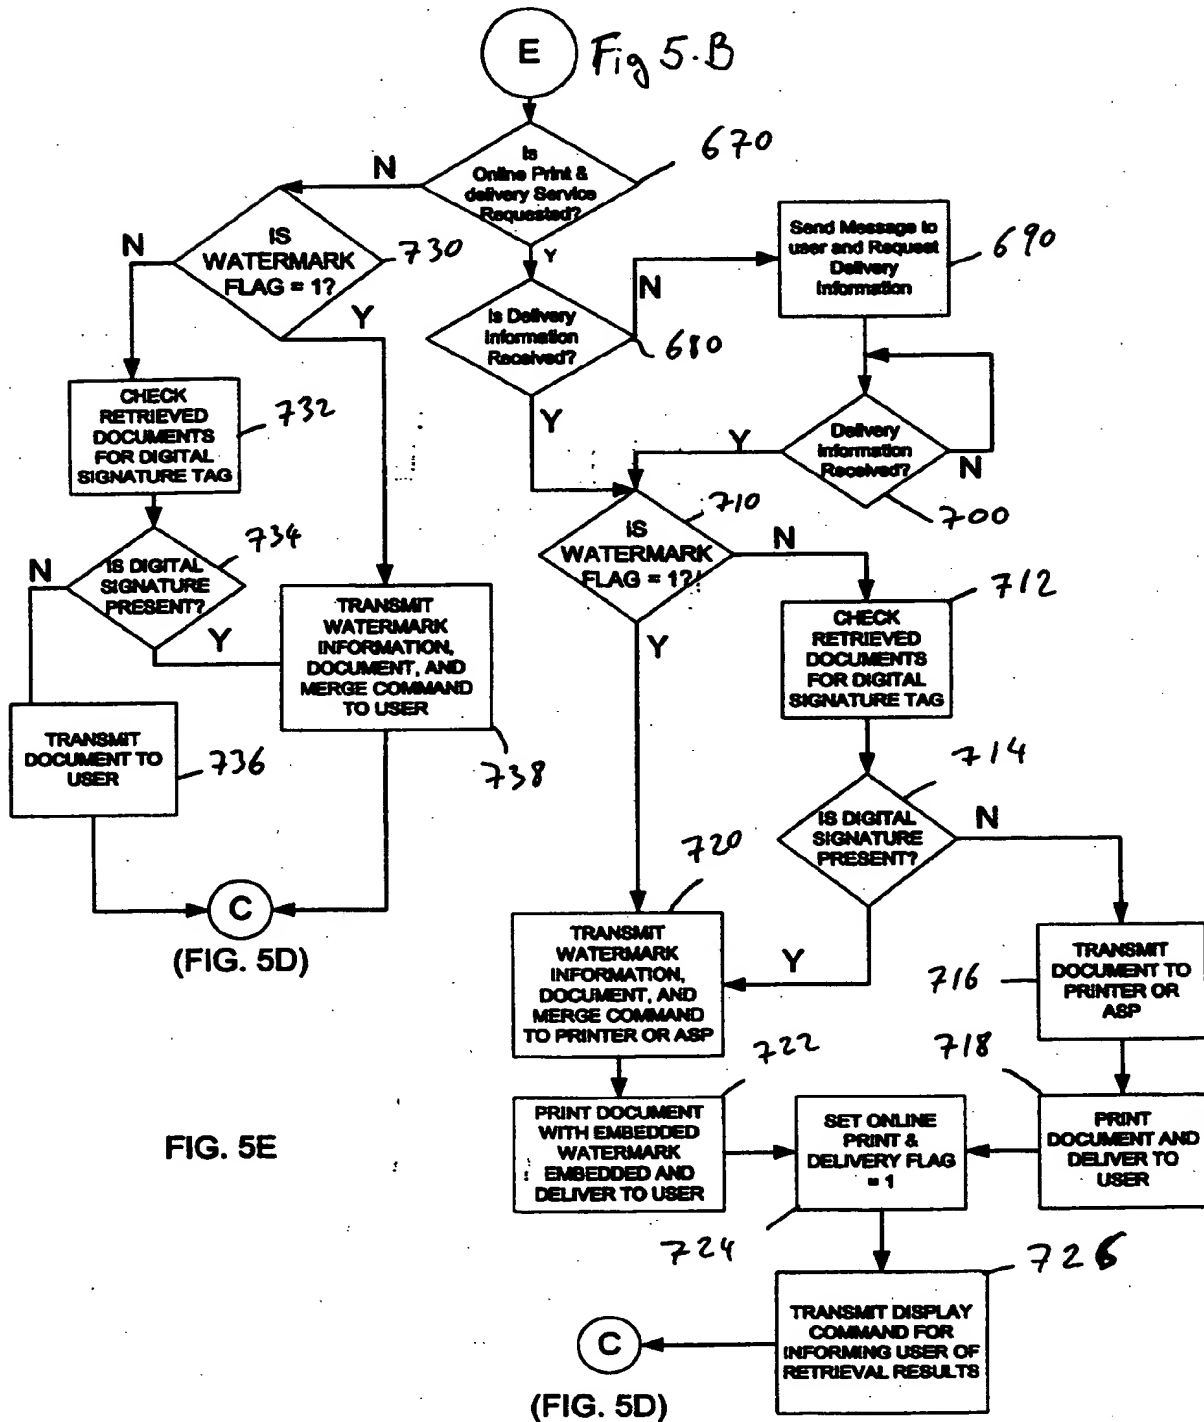 E
Fig 5.B
Is
Online Print &
delivery Service
Requested?
670
N
Y
IS
WATERMARK
FLAG = 1?
730
N
Y
Is Delivery
Information
Received?
680
N
Y
Send Message to
user and Request
Delivery
Information
690
Delivery
Information
Received?
700
Y
N
CHECK
RETRIEVED
DOCUMENTS
FOR DIGITAL
SIGNATURE TAG
732
IS DIGITAL
SIGNATURE
PRESENT?
734
N
Y
TRANSMIT
DOCUMENT TO
USER
736
TRANSMIT
WATERMARK
INFORMATION,
DOCUMENT, AND
MERGE COMMAND
TO USER
738
C
(FIG. 5D)
IS
WATERMARK
FLAG = 1?
710
N
Y
CHECK
RETRIEVED
DOCUMENTS
FOR DIGITAL
SIGNATURE TAG
712
IS DIGITAL
SIGNATURE
PRESENT?
714
N
Y
TRANSMIT
WATERMARK
INFORMATION,
DOCUMENT, AND
MERGE COMMAND
TO PRINTER OR ASP
720
TRANSMIT
DOCUMENT TO
PRINTER OR
ASP
716
PRINT DOCUMENT
WITH EMBEDDED
WATERMARK
EMBEDDED AND
DELIVER TO USER
722
SET ONLINE
PRINT &
DELIVERY FLAG
= 1
724
PRINT
DOCUMENT AND
DELIVER TO
USER
718
TRANSMIT DISPLAY
COMMAND FOR
INFORMING USER OF
RETRIEVAL RESULTS
726
C
(FIG. 5D)
FIG. 5E